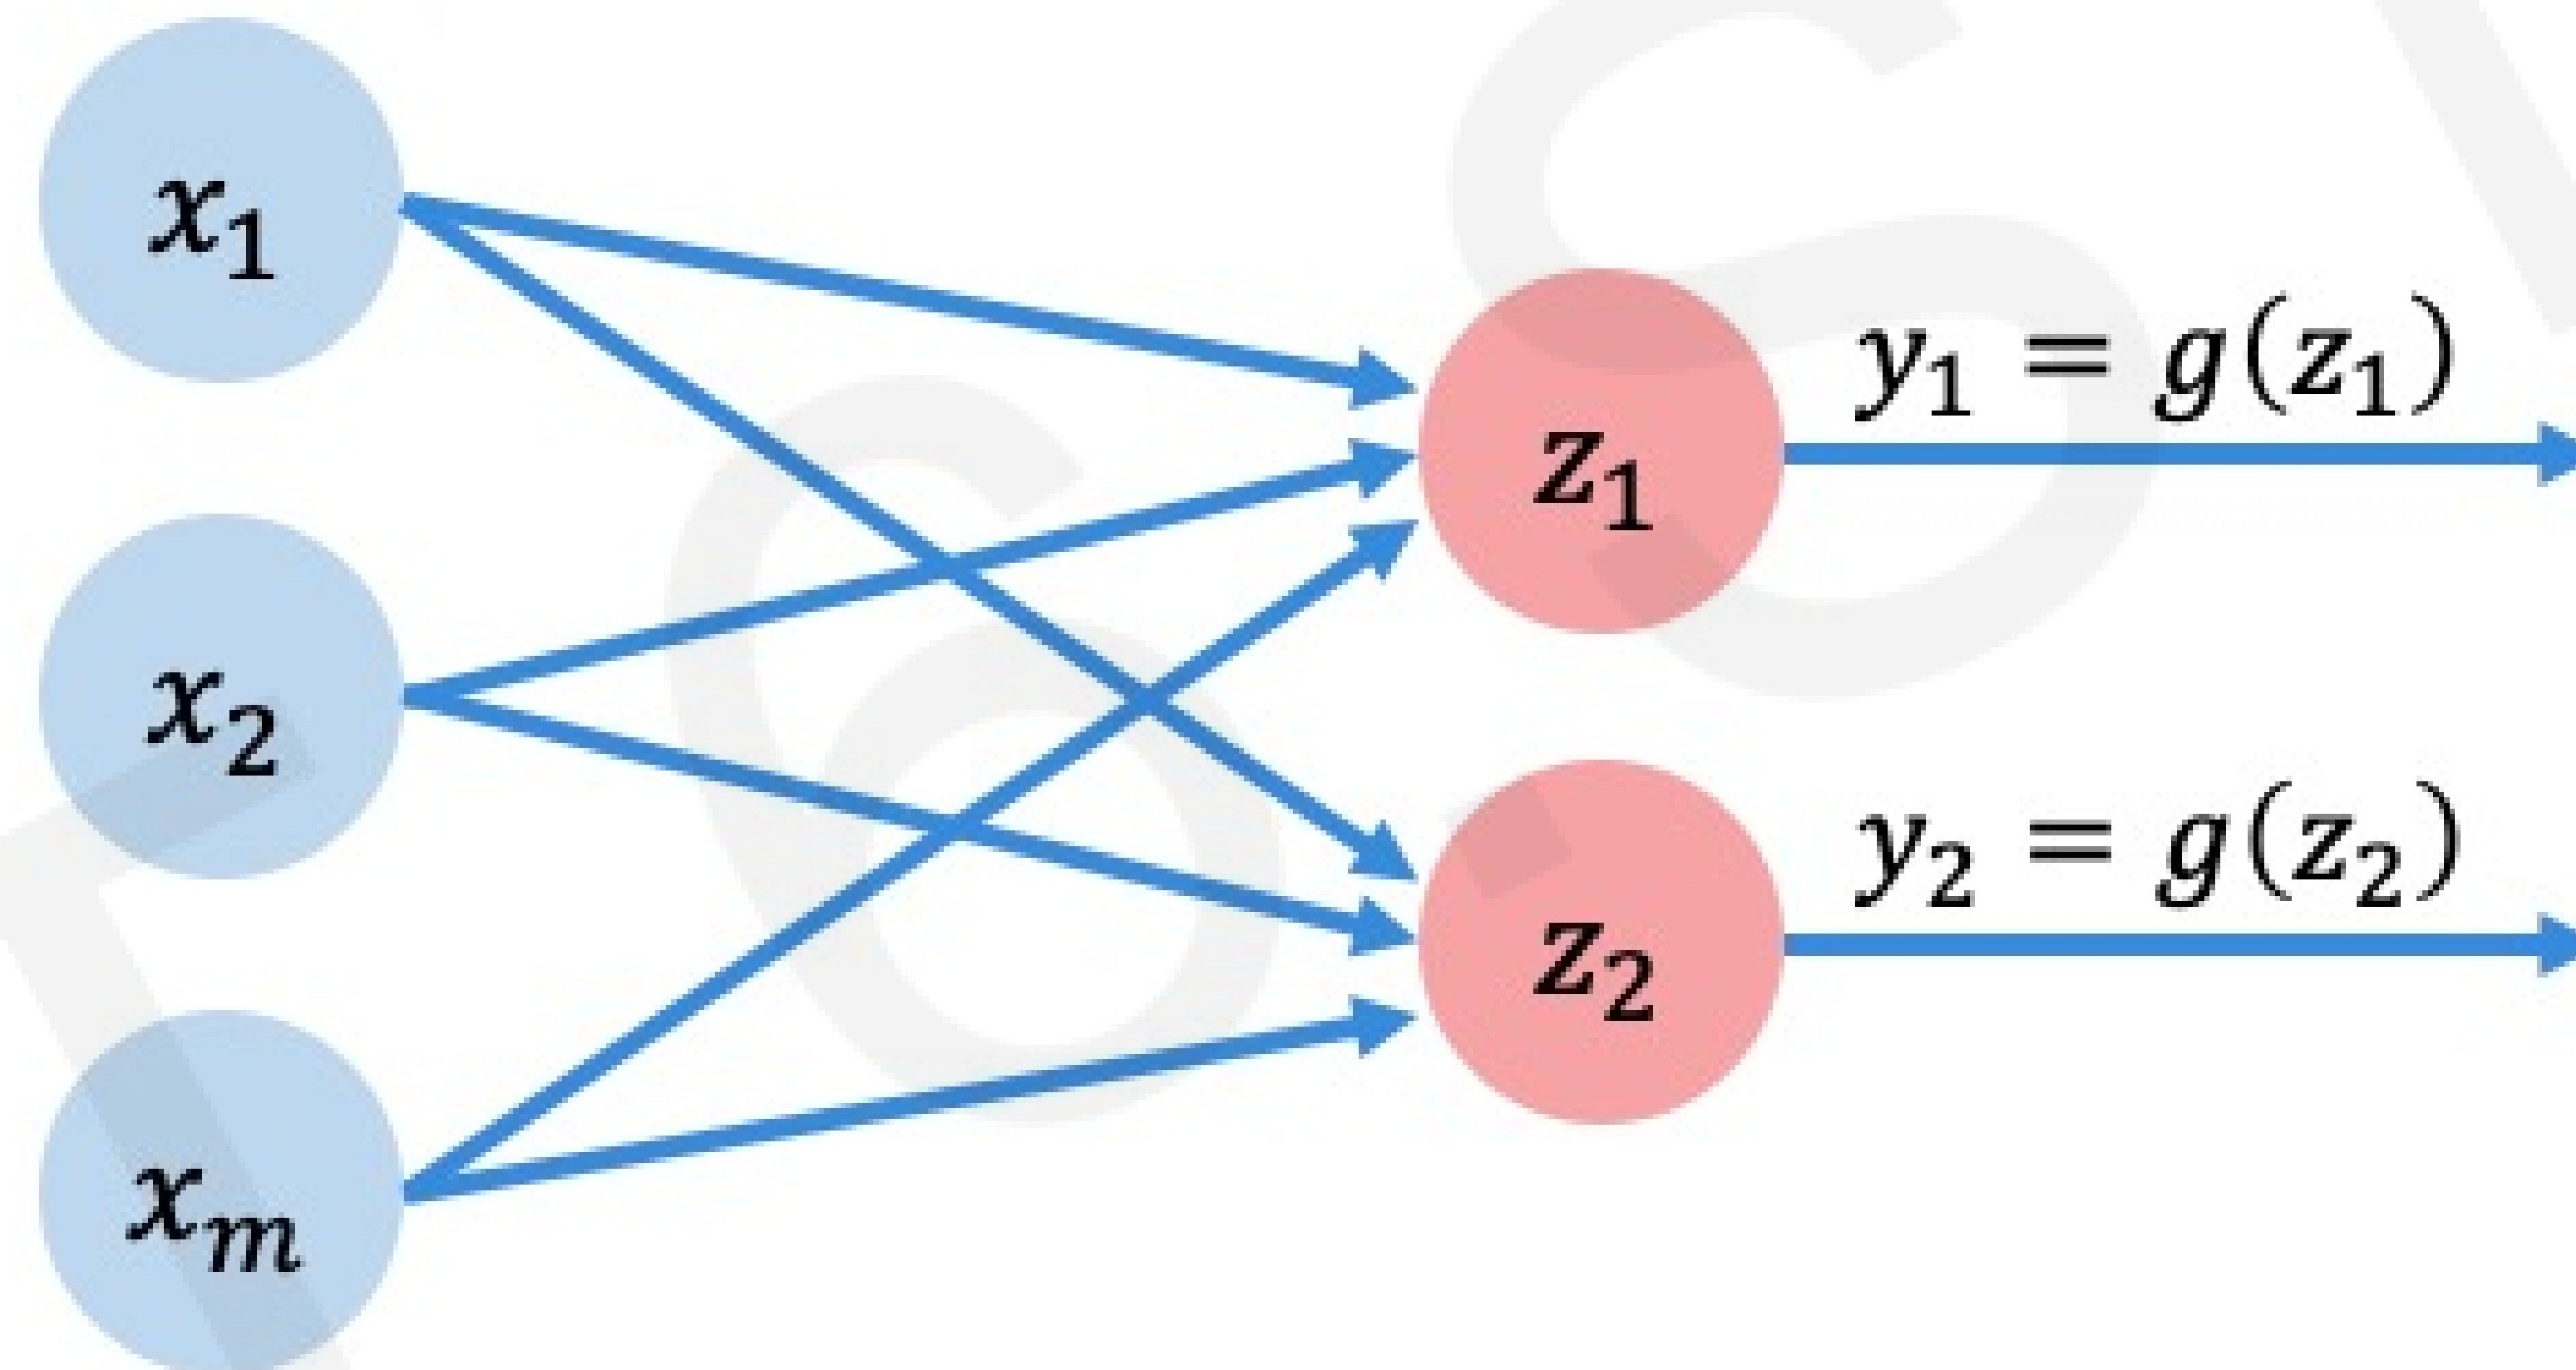 x₁
z₁
y₁ = g(z₁)
x₂
z₂
y₂ = g(z₂)
xₘ